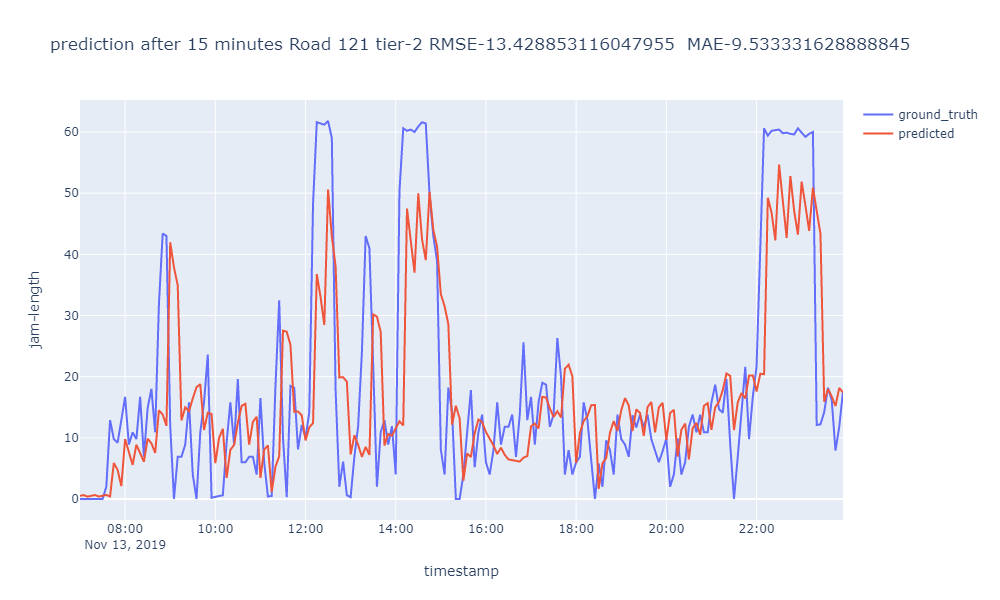 prediction after 15 minutes Road 121 tier-2 RMSE-13.428853116047955  MAE-9.533331628888845
ground_truth
predicted
60
50
40
30
20
10
0
jam-length
08:00 10:00 12:00 14:00 16:00 18:00 20:00 22:00
Nov 13, 2019
timestamp